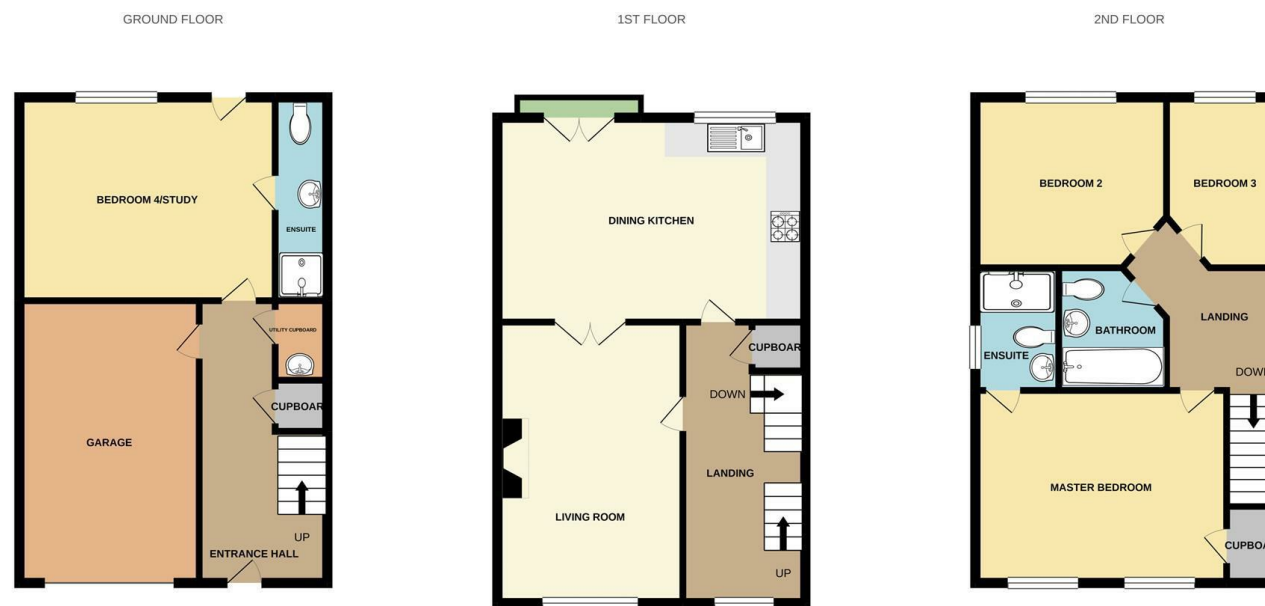 GROUND FLOOR
BEDROOM 4/STUDY
ENSUITE
UTILITY CUPBOARD
CUPBOAR
GARAGE
UP
ENTRANCE HALL
1ST FLOOR
DINING KITCHEN
CUPBOAR
DOWN
LANDING
LIVING ROOM
UP
2ND FLOOR
BEDROOM 2
BEDROOM 3
LANDING
BATHROOM
ENSUITE
DOWN
MASTER BEDROOM
CUPBOA